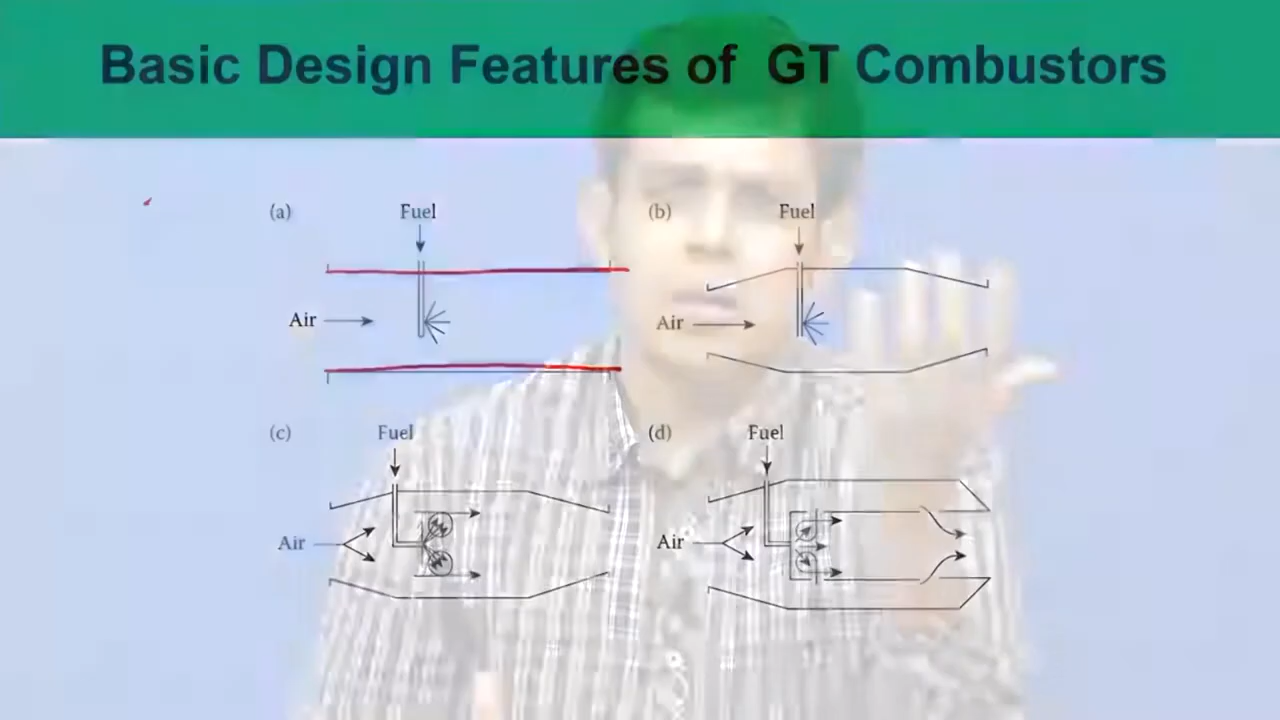 Basic Design Features of GT Combustors
(a) Fuel
(b) Fuel
Air
Air
(c) Fuel
(d) Fuel
Air
Air